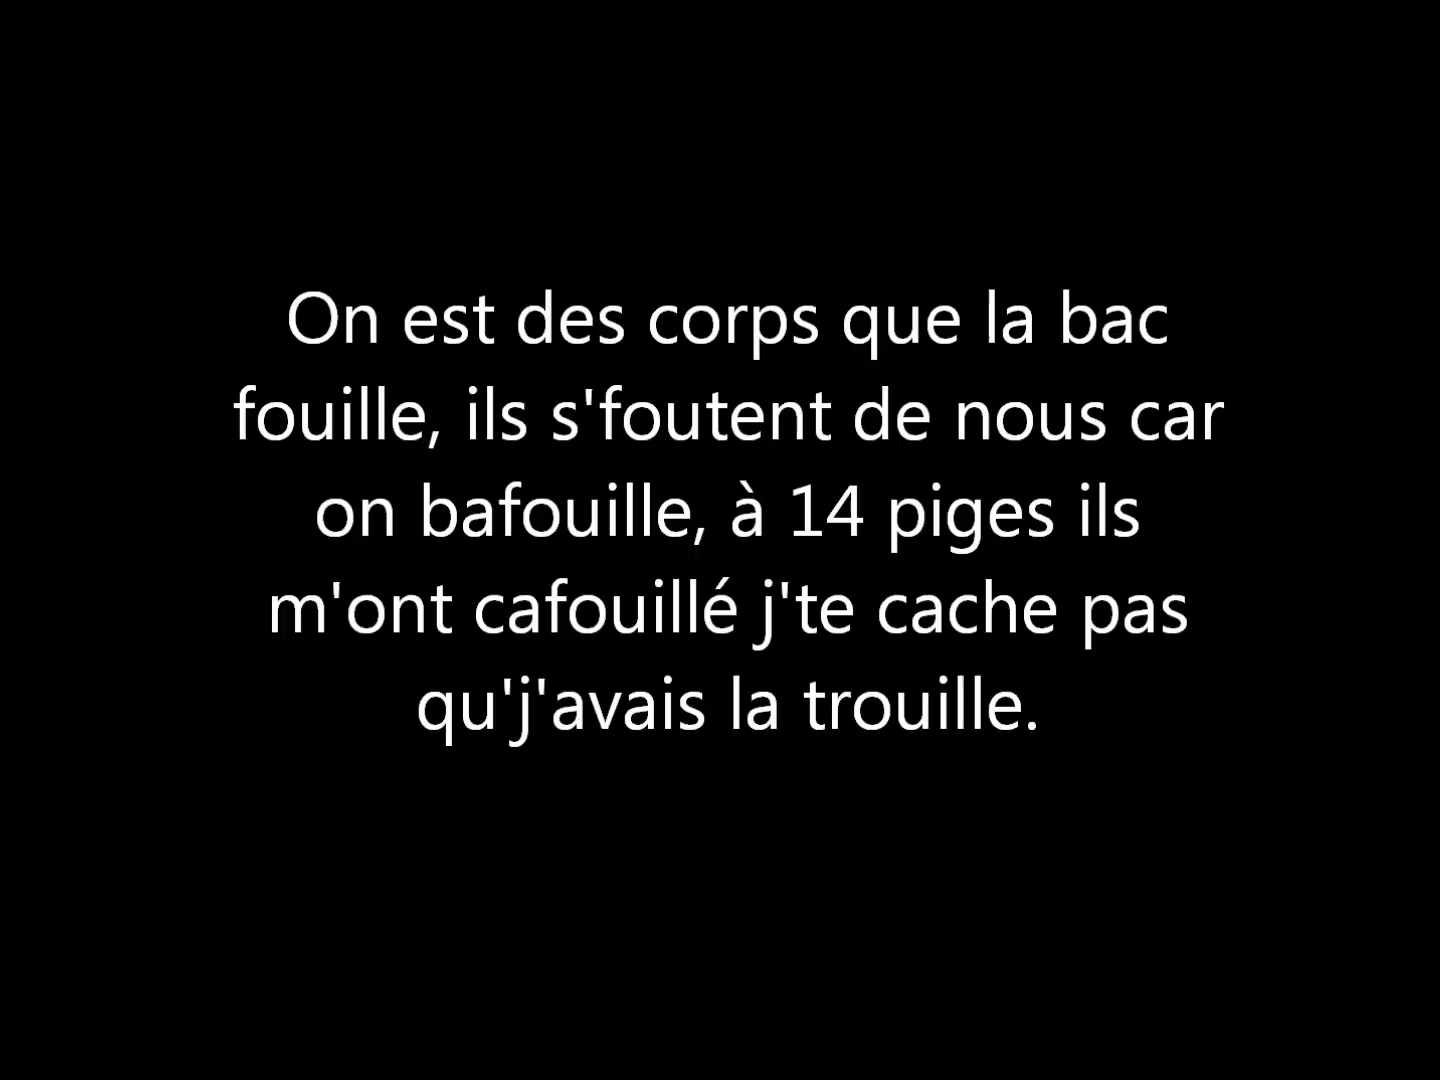 On est des corps que la bac
fouille, ils s'foutent de nous car
on bafouille, à 14 piges ils
m'ont cafouillé j'te cache pas
qu'j'avais la trouille.